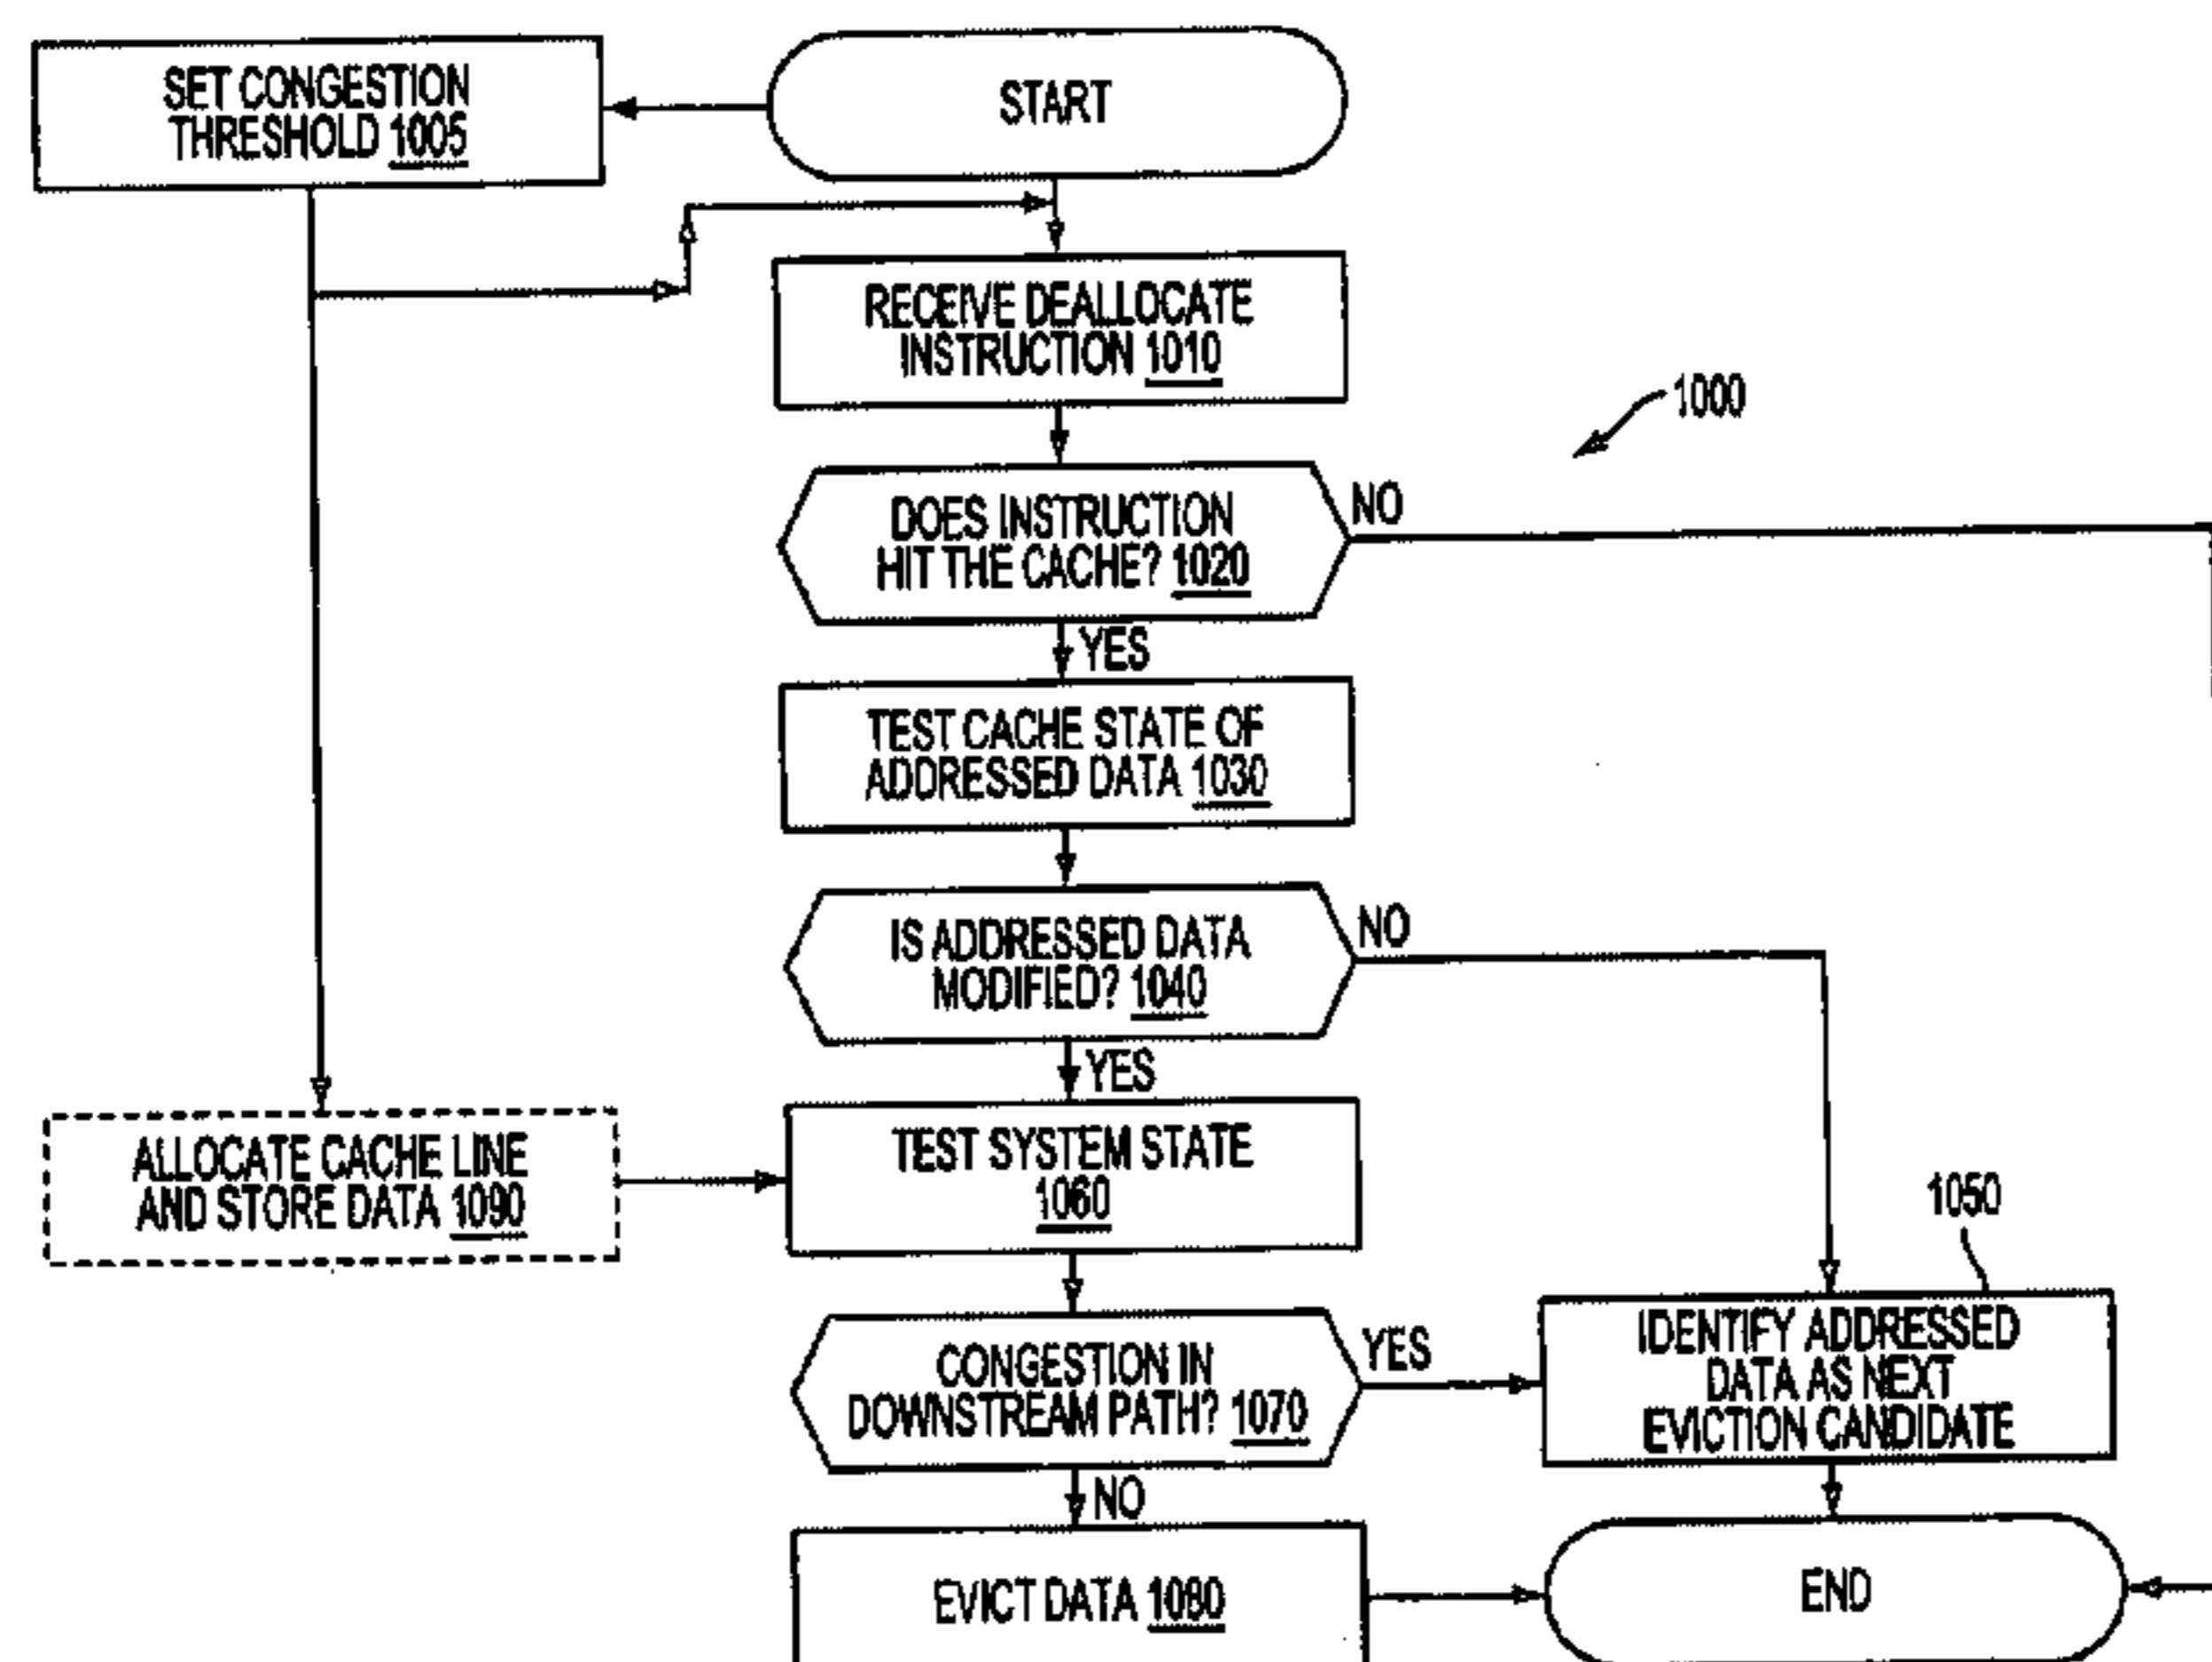 SET CONGESTION
THRESHOLD 1005
START
RECEIVE DEALLOCATE
INSTRUCTION 1010
1000
DOES INSTRUCTION
HIT THE CACHE? 1020
NO
YES
TEST CACHE STATE OF
ADDRESSED DATA 1030
IS ADDRESSED DATA
MODIFIED? 1040
NO
YES
ALLOCATE CACHE LINE
AND STORE DATA 1090
TEST SYSTEM STATE
1060
1050
CONGESTION IN
DOWNSTREAM PATH? 1070
YES
IDENTIFY ADDRESSED
DATA AS NEXT
EVICTION CANDIDATE
NO
EVICT DATA 1080
END